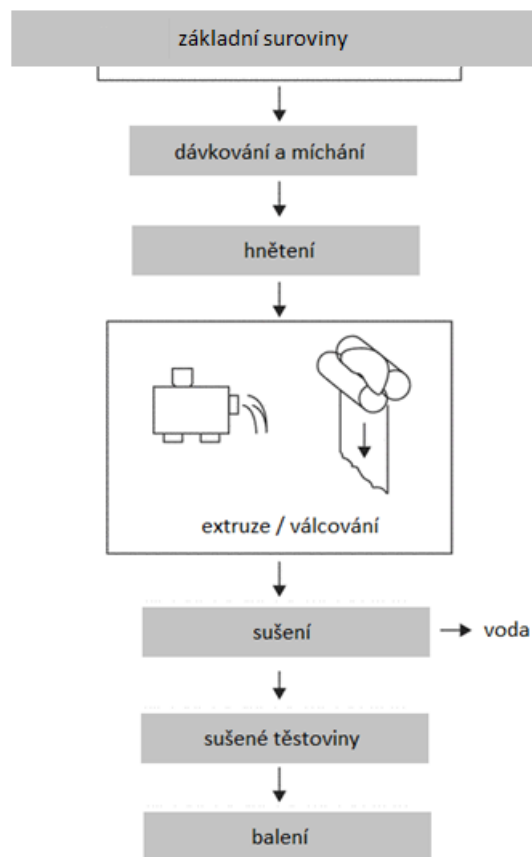 základní suroviny
dávkování a míchání
hnětení
extruze / válcování
sušení
voda
sušené těstoviny
balení